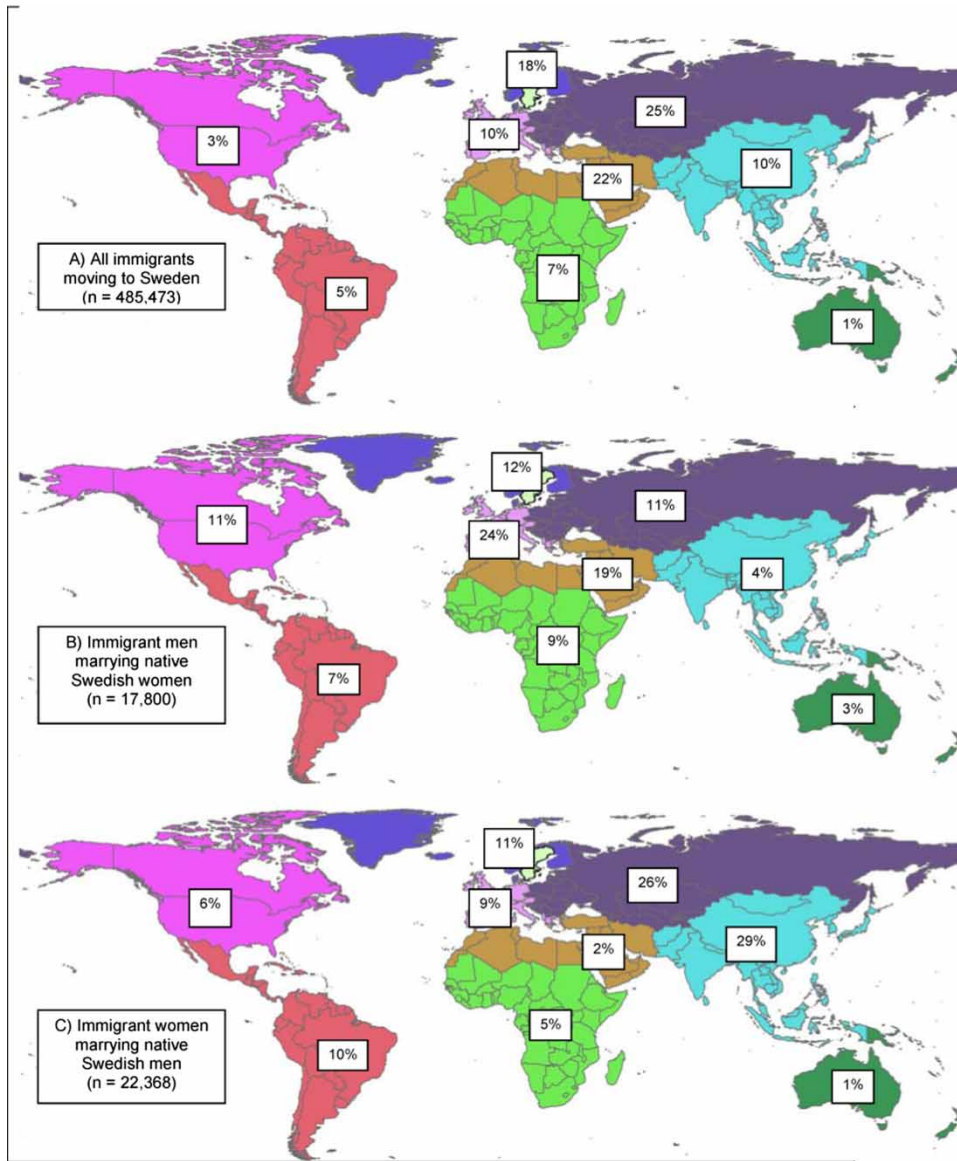 18%
25%
3%
10%
10%
22%
A) All immigrants
moving to Sweden
(n = 485,473)
7%
5%
1%
12%
11%
11%
24%
19%
4%
B) Immigrant men
marrying native
Swedish women
(n = 17,800)
9%
7%
3%
11%
26%
6%
9%
2%
29%
C) Immigrant women
marrying native
Swedish men
(n = 22,368)
5%
10%
1%